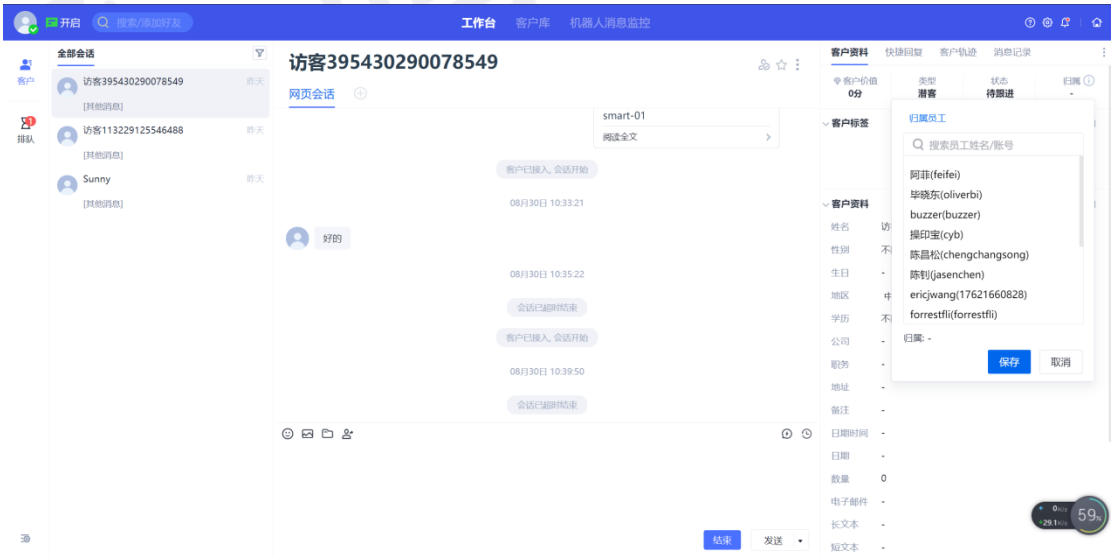 开启
搜索/添加好友
工作台 客户库 机器人消息监控
客户
1
排队
全部会话
访客395430290078549 昨天
[其他消息]
访客113229125546488 昨天
[其他消息]
Sunny 昨天
[其他消息]
访客395430290078549
网页会话
smart-01
阅读全文
客户已接入, 会话开始
08月30日 10:33:21
好的
08月30日 10:35:22
会话已超时结束
客户已接入, 会话开始
08月30日 10:39:50
会话已超时结束
结束 发送
客户资料 快捷回复 客户轨迹 消息记录
客户价值 类型 状态 归属
0分 潜客 待跟进 -
客户标签
归属员工
搜索员工姓名/账号
阿菲(feifei)
毕晓东(oliverbi)
buzzer(buzzer)
操印宝(cyb)
陈昌松(chengchangsong)
陈钊(jasenchen)
ericjwang(17621660828)
forrestfli(forrestfli)
归属: -
保存 取消
客户资料
姓名 访
性别 不
生日 -
地区 中
学历 不
公司 -
职务 -
地址 -
备注 -
日期时间 -
日期 -
数量 0
电子邮件 -
长文本 -
短文本 -
+ 0K/s
+29.1K/s
59%